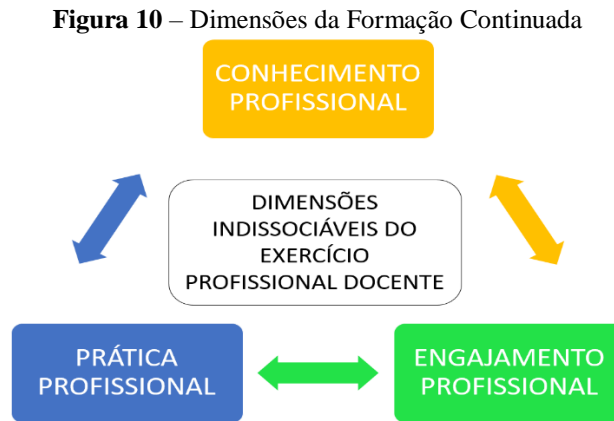 Figura 10 – Dimensões da Formação Continuada
CONHECIMENTO
PROFISSIONAL
DIMENSÕES
INDISSOCIÁVEIS DO
EXERCÍCIO
PROFISSIONAL DOCENTE
PRÁTICA
PROFISSIONAL
ENGAJAMENTO
PROFISSIONAL